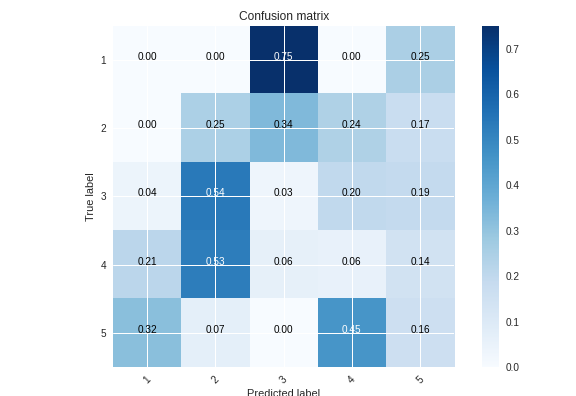 Confusion matrix
1 0.00 0.00 0.75 0.00 0.25
2 0.00 0.25 0.34 0.24 0.17
3 0.04 0.54 0.03 0.20 0.19
4 0.21 0.53 0.06 0.06 0.14
5 0.32 0.07 0.00 0.45 0.16
1 2 3 4 5
Predicted label
True label
0.7
0.6
0.5
0.4
0.3
0.2
0.1
0.0